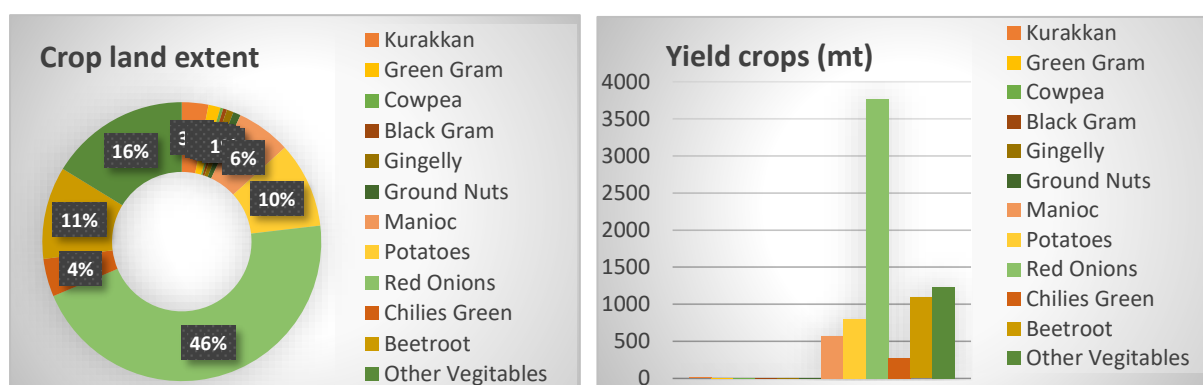 Crop land extent
3
1%
6%
10%
46%
4%
11%
16%
Kurakkan
Green Gram
Cowpea
Black Gram
Gingelly
Ground Nuts
Manioc
Potatoes
Red Onions
Chilies Green
Beetroot
Other Vegitables
Yield crops (mt)
4000
3500
3000
2500
2000
1500
1000
500
0
Kurakkan
Green Gram
Cowpea
Black Gram
Gingelly
Ground Nuts
Manioc
Potatoes
Red Onions
Chilies Green
Beetroot
Other Vegitables